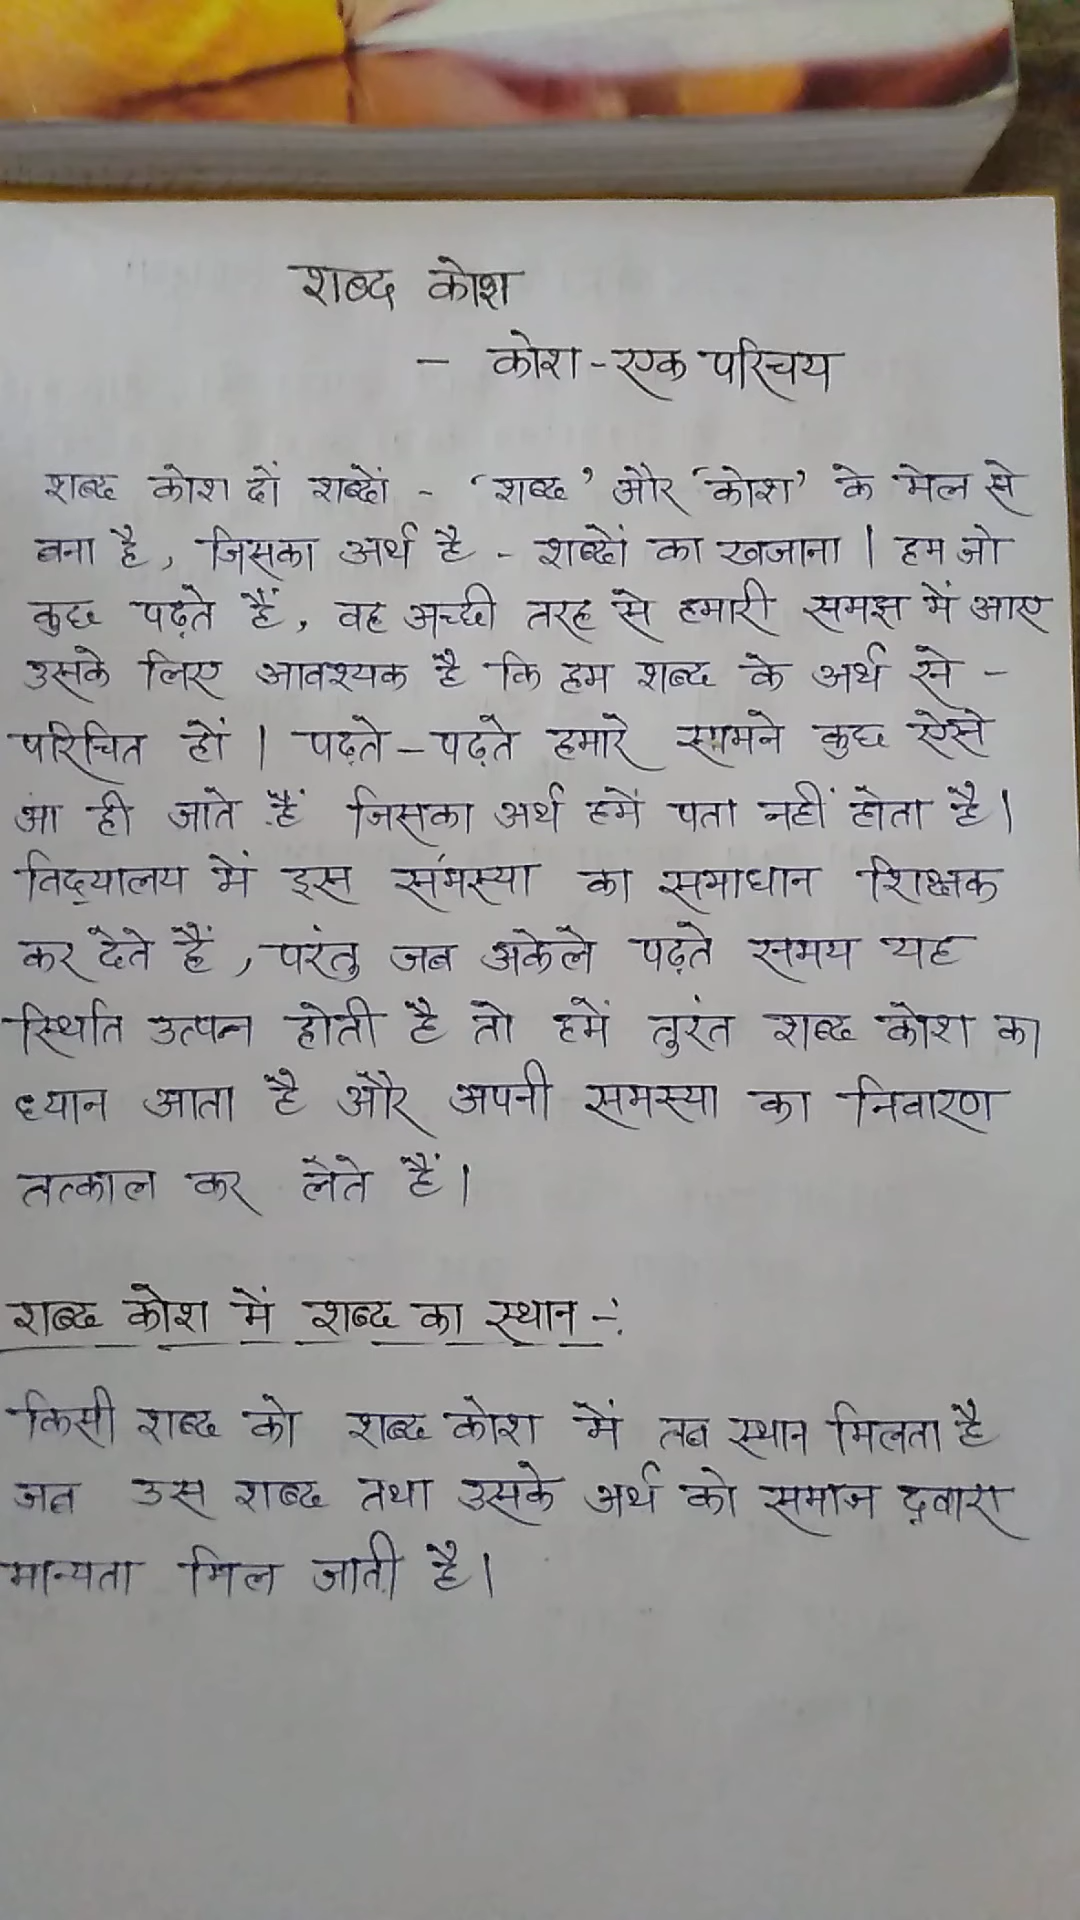 शब्द कोश
- कोश-एक परिचय
शब्द कोश दों शब्दों - 'शब्द' और 'कोश' के मेल से
बना है, जिसका अर्थ है - शब्दों का खजाना। हम जो
कुछ पढ़ते हैं, वह अच्छी तरह से हमारी समझ में आए
उसके लिए आवश्यक है कि हम शब्द के अर्थ से -
परिचित हों। पढ़ते-पढ़ते हमारे सामने कुछ ऐसे
आ ही जाते हैं जिसका अर्थ हमें पता नहीं होता है।
विद्यालय में इस संमस्या का समाधान शिक्षक
कर देते हैं, परंतु जब अकेले पढ़ते समय यह
स्थिति उत्पन्न होती है तो हमें तुरंत शब्द कोश का
ध्यान आता है और अपनी समस्या का निवारण
तत्काल कर लेते हैं।
शब्द कोश में शब्द का स्थान -:
किसी शब्द को शब्द कोश में तब स्थान मिलता है
जब उस शब्द तथा उसके अर्थ को समाज द्वारा
मान्यता मिल जाती है।